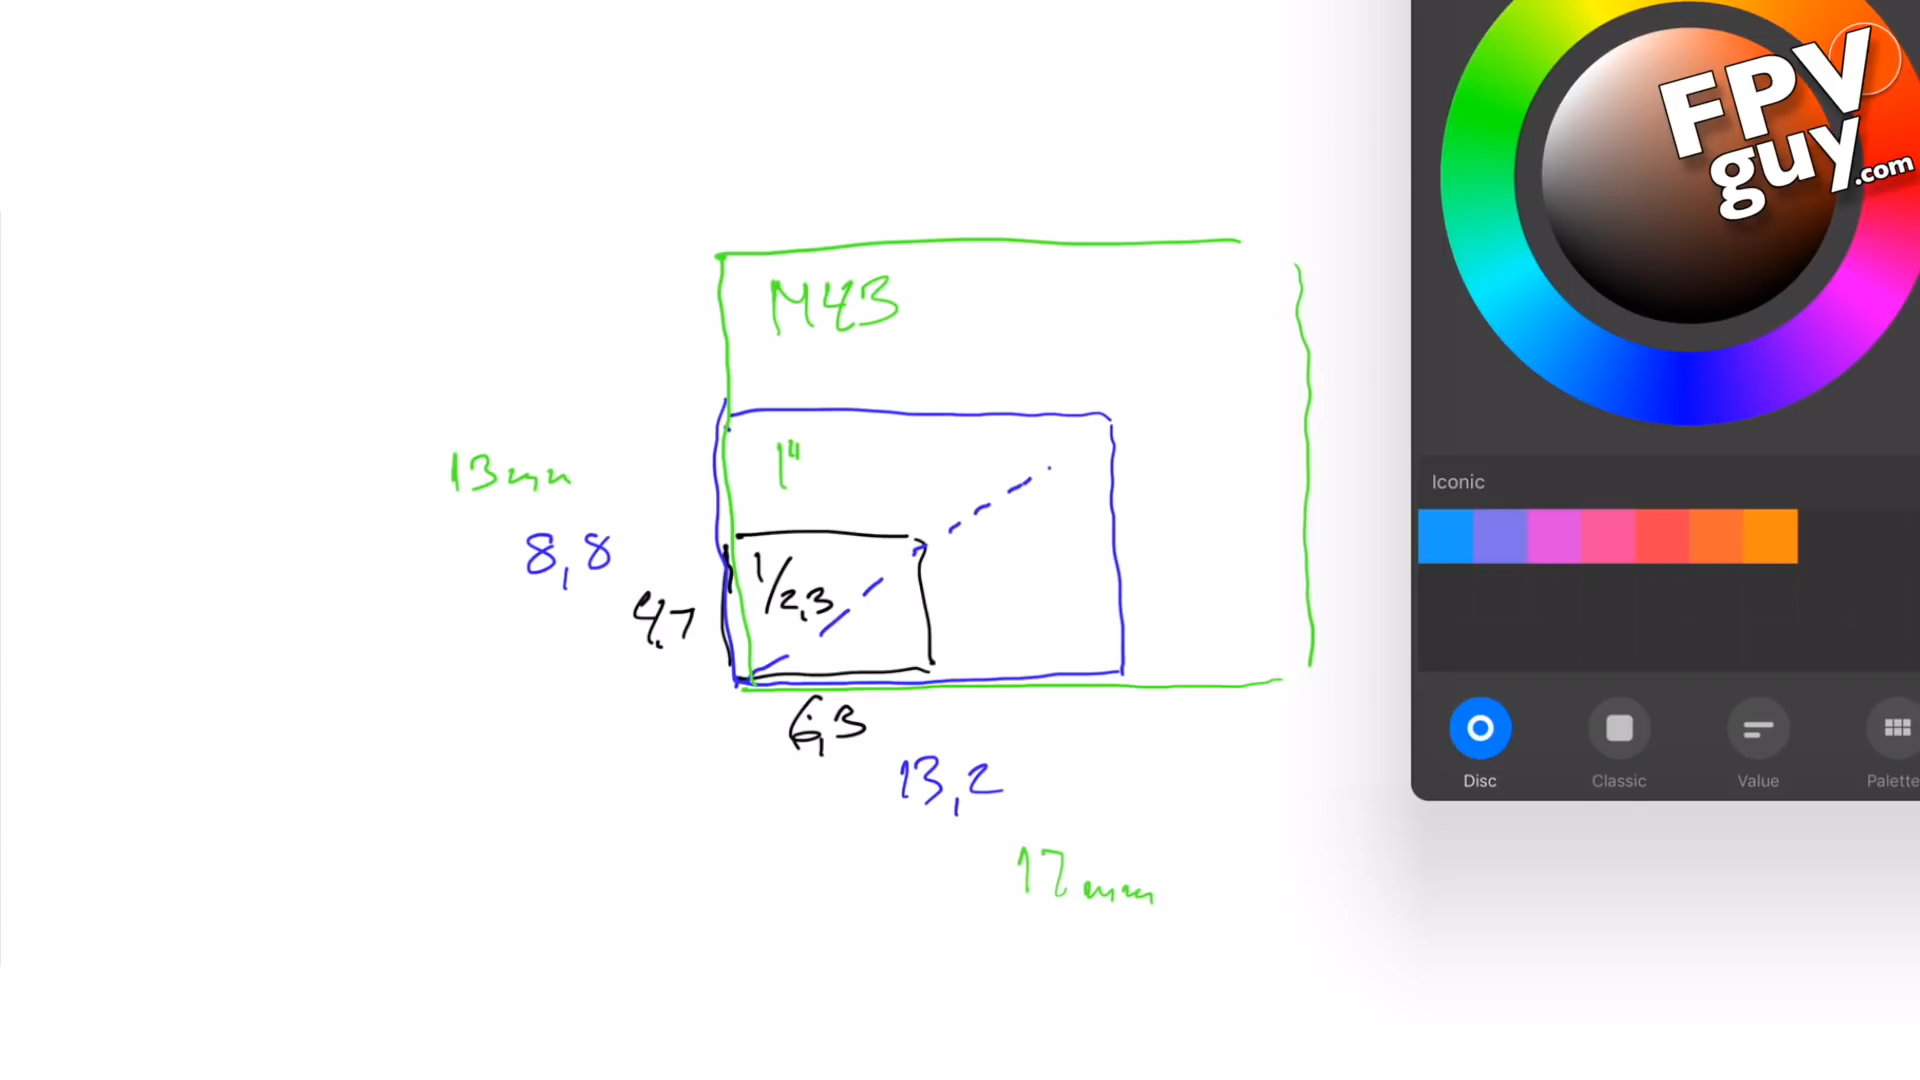 FPV
guy.com
M43
1"
13mm
8,8
1/2,3
4,7
6,3
13,2
17mm
Iconic
Disc
Classic
Value
Palette